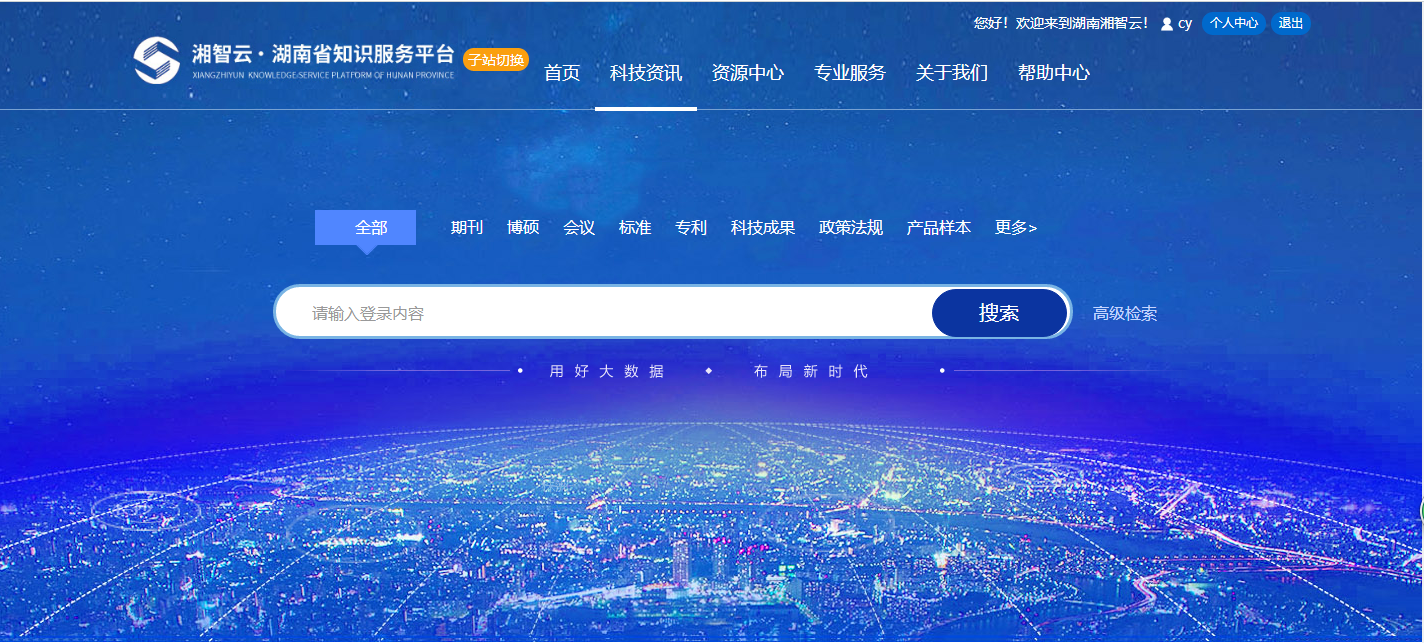 您好！欢迎来到湖南湘智云! cy 个人中心 退出
湘智云·湖南省知识服务平台 子站切换
XIANGZHIYUN KNOWLEDGE-SERVICE PLATFORM OF HUNAN PROVINCE
首页 科技资讯 资源中心 专业服务 关于我们 帮助中心
全部 期刊 博硕 会议 标准 专利 科技成果 政策法规 产品样本 更多>
请输入登录内容 搜索 高级检索
用好大数据 布局新时代